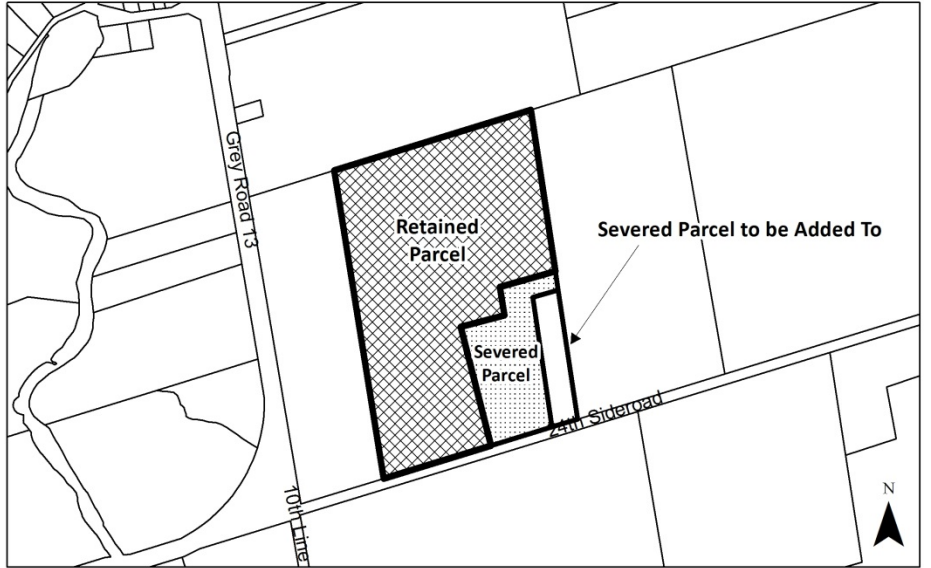 Grey Road 13
Retained
Parcel
Severed Parcel to be Added To
Severed
Parcel
24th Sideroad
10th Line
N